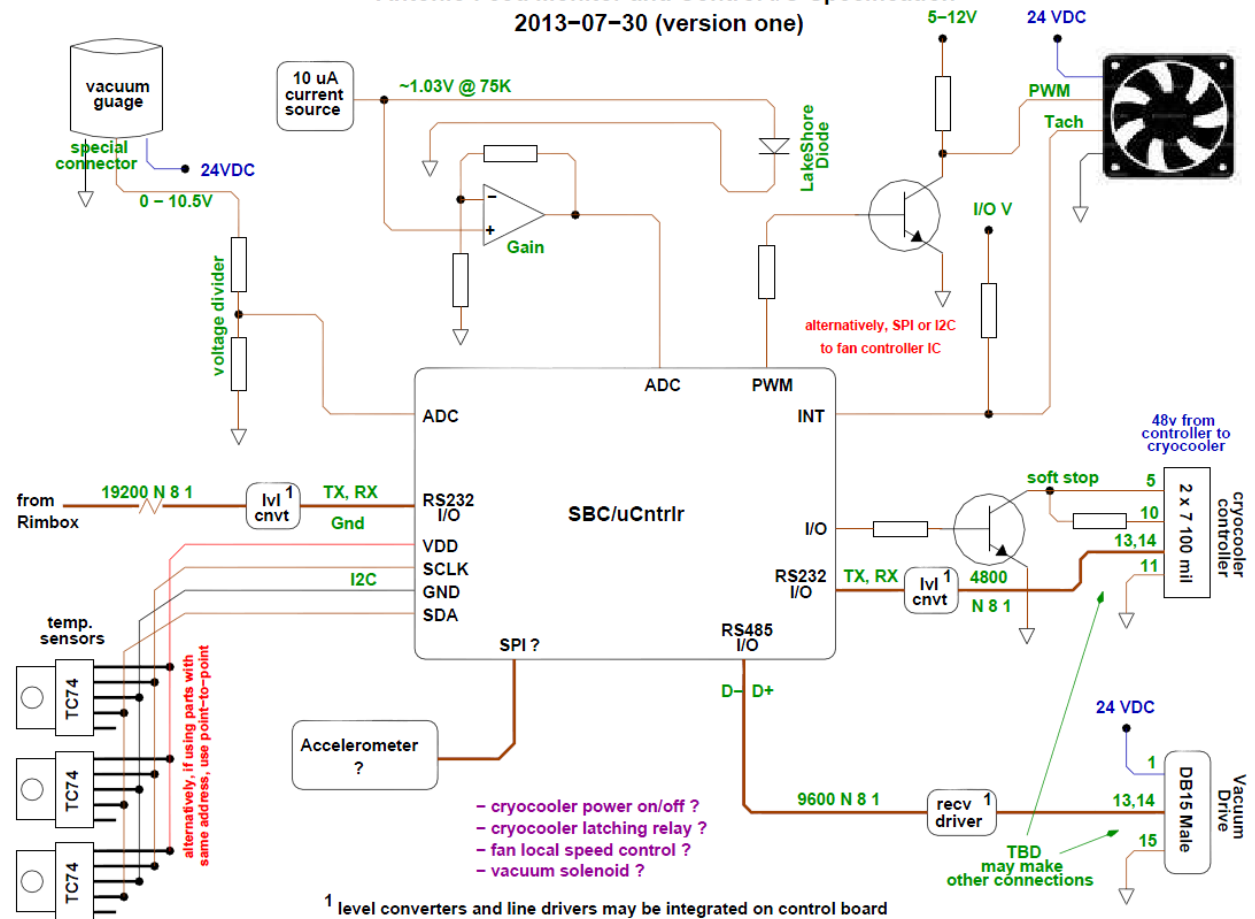 2013−07−30 (version one)
vacuum
guage
special
connector
24VDC
0 − 10.5V
voltage divider
10 uA
current
source
~1.03V @ 75K
LakeShore
Diode
−
+
Gain
5−12V
24 VDC
PWM
Tach
I/O V
alternatively, SPI or I2C
to fan controller IC
ADC
PWM
ADC
INT
from
Rimbox
19200 N 8 1
lvl 1
cnvt
TX, RX
Gnd
RS232
I/O
SBC/uCntrlr
VDD
SCLK
I2C
GND
SDA
I/O
RS232
I/O
SPI ?
RS485
I/O
48v from
controller to
cryocooler
soft stop
5
10
13,14
11
2 x 7 100 mil
cryocooler
controller
TX, RX
lvl 1
cnvt
4800
N 8 1
temp.
sensors
TC74
TC74
TC74
alternatively, if using parts with
same address, use point−to−point
Accelerometer
?
D− D+
− cryocooler power on/off ?
− cryocooler latching relay ?
− fan local speed control ?
− vacuum solenoid ?
9600 N 8 1
recv 1
driver
24 VDC
1
13,14
15
DB15 Male
Vacuum
Drive
TBD
may make
other connections
1 level converters and line drivers may be integrated on control board